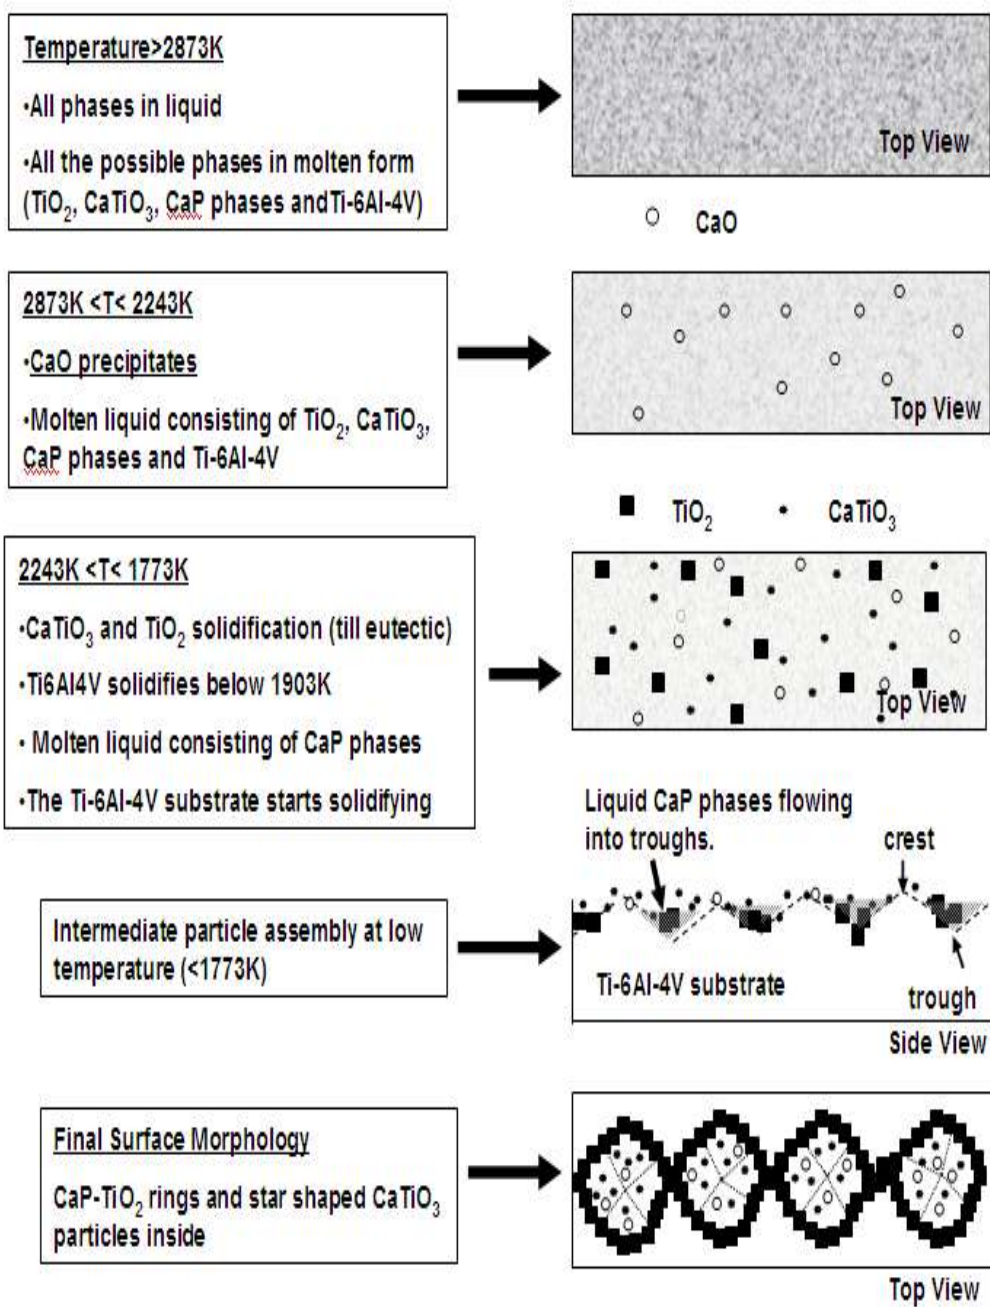 Temperature>2873K
•All phases in liquid
•All the possible phases in molten form
(TiO2, CaTiO3, CaP phases andTi-6Al-4V)
Top View
CaO
2873K <T< 2243K
•CaO precipitates
•Molten liquid consisting of TiO2, CaTiO3,
CaP phases and Ti-6Al-4V
Top View
TiO2
CaTiO3
2243K <T< 1773K
•CaTiO3 and TiO2 solidification (till eutectic)
•Ti6Al4V solidifies below 1903K
• Molten liquid consisting of CaP phases
•The Ti-6Al-4V substrate starts solidifying
Top View
Liquid CaP phases flowing
into troughs.
crest
Intermediate particle assembly at low
temperature (<1773K)
Ti-6Al-4V substrate
trough
Side View
Final Surface Morphology
CaP-TiO2 rings and star shaped CaTiO3
particles inside
Top View